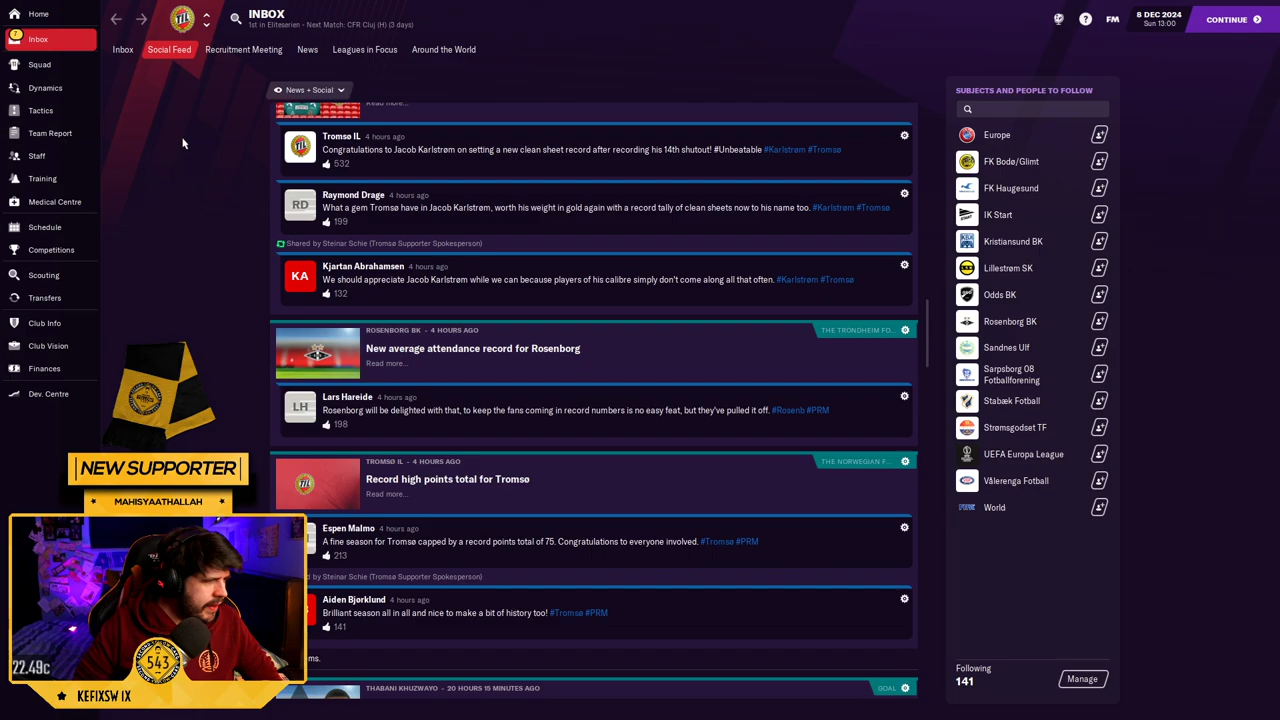 Home
INBOX
1st in Eliteserien - Next Match: CFR Cluj (H) (3 days)
FM
8 DEC 2024
Sun 13:00
CONTINUE
7
Inbox
Squad
Dynamics
Tactics
Team Report
Staff
Training
Medical Centre
Schedule
Competitions
Scouting
Transfers
Club Info
Club Vision
Finances
Dev. Centre
Inbox
Social Feed
Recruitment Meeting
News
Leagues in Focus
Around the World
News + Social
Read more...
Tromsø IL 4 hours ago
Congratulations to Jacob Karlstrøm on setting a new clean sheet record after recording his 14th shutout! #Unbeatable #Karlstrøm #Tromsø
532
RD
Raymond Drage 4 hours ago
What a gem Tromsø have in Jacob Karlstrøm, worth his weight in gold again with a record tally of clean sheets now to his name too. #Karlstrøm #Tromsø
199
Shared by Steinar Schie (Tromsø Supporter Spokesperson)
KA
Kjartan Abrahamsen 4 hours ago
We should appreciate Jacob Karlstrøm while we can because players of his calibre simply don't come along all that often. #Karlstrøm #Tromsø
132
ROSENBORG BK - 4 HOURS AGO
THE TRONDHEIM FO...
New average attendance record for Rosenborg
Read more...
LH
Lars Hareide 4 hours ago
Rosenborg will be delighted with that, to keep the fans coming in record numbers is no easy feat, but they've pulled it off. #Rosenb #PRM
198
TROMSØ IL - 4 HOURS AGO
THE NORWEGIAN F...
Record high points total for Tromsø
Read more...
Espen Malmo 4 hours ago
A fine season for Tromsø capped by a record points total of 75. Congratulations to everyone involved. #Tromsø #PRM
213
by Steinar Schie (Tromsø Supporter Spokesperson)
Aiden Bjørklund 4 hours ago
Brilliant season all in all and nice to make a bit of history too! #Tromsø #PRM
141
ms.
THABANI KHUZWAYO - 20 HOURS 15 MINUTES AGO
GOAL
SUBJECTS AND PEOPLE TO FOLLOW
Europe
FK Bodø/Glimt
FK Haugesund
IK Start
Kristiansund BK
Lillestrøm SK
Odds BK
Rosenborg BK
Sandnes Ulf
Sarpsborg 08
Fotballforening
Stabæk Fotball
Strømsgodset TF
UEFA Europa League
Vålerenga Fotball
World
Following
141
Manage
NEW SUPPORTER
MAHISYAATHALLAH
22.49c
543
KEFIXSW IX